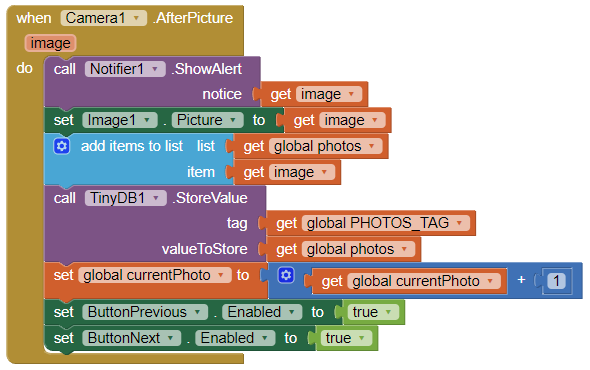 when Camera1 .AfterPicture
image
do call Notifier1 .ShowAlert
notice get image
set Image1 . Picture to get image
add items to list list get global photos
item get image
call TinyDB1 .StoreValue
tag get global PHOTOS_TAG
valueToStore get global photos
set global currentPhoto to get global currentPhoto + 1
set ButtonPrevious . Enabled to true
set ButtonNext . Enabled to true